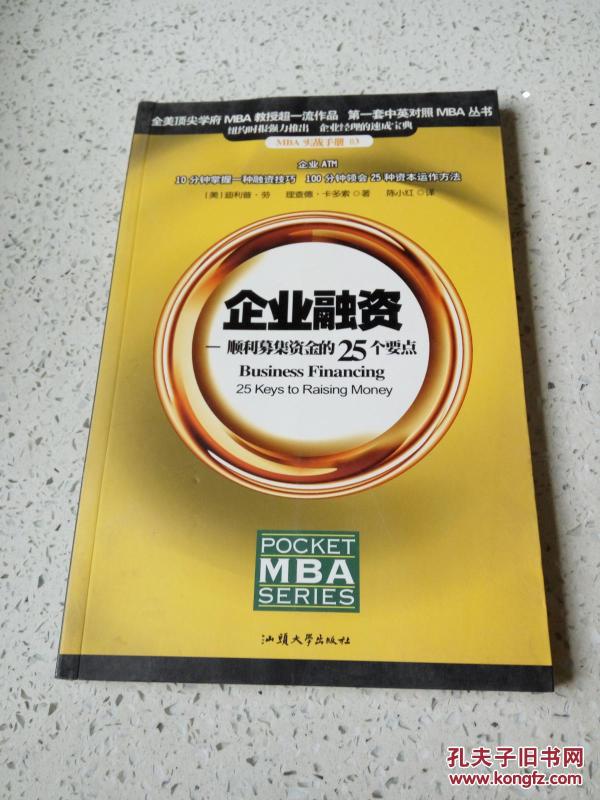 全美顶尖学府MBA教授超一流作品 第一套中英对照MBA丛书
纽约时报强力推出 企业经理的速成宝典
MBA实战手册 03
企业ATM
10分钟掌握一种融资技巧 100分钟领会25种资本运作方法
〔美〕迪利普·劳 理查德·卡多索 ◎著 陈小红 ◎译
企业融资
— 顺利募集资金的25个要点
Business Financing
25 Keys to Raising Money
POCKET
MBA
SERIES
汕頭大學出版社
孔夫子旧书网
www.kongfz.com